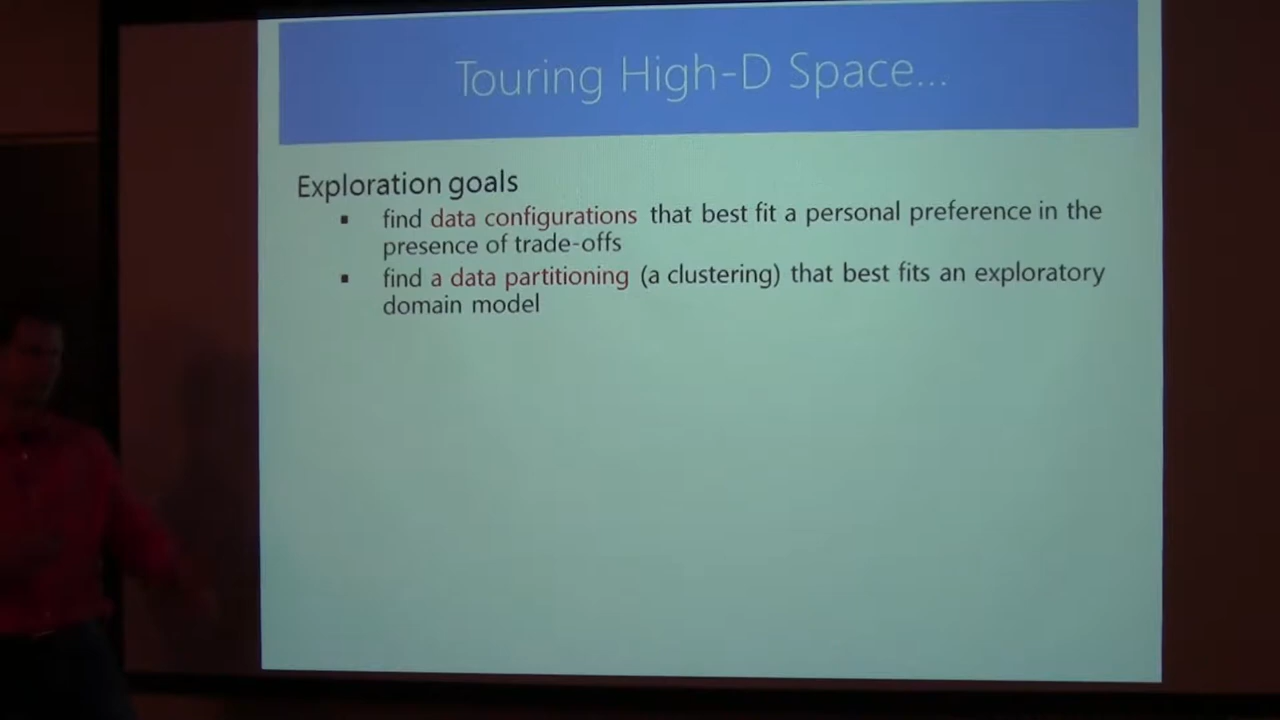 Touring High-D Space...
Exploration goals
▪ find data configurations that best fit a personal preference in the
presence of trade-offs
▪ find a data partitioning (a clustering) that best fits an exploratory
domain model